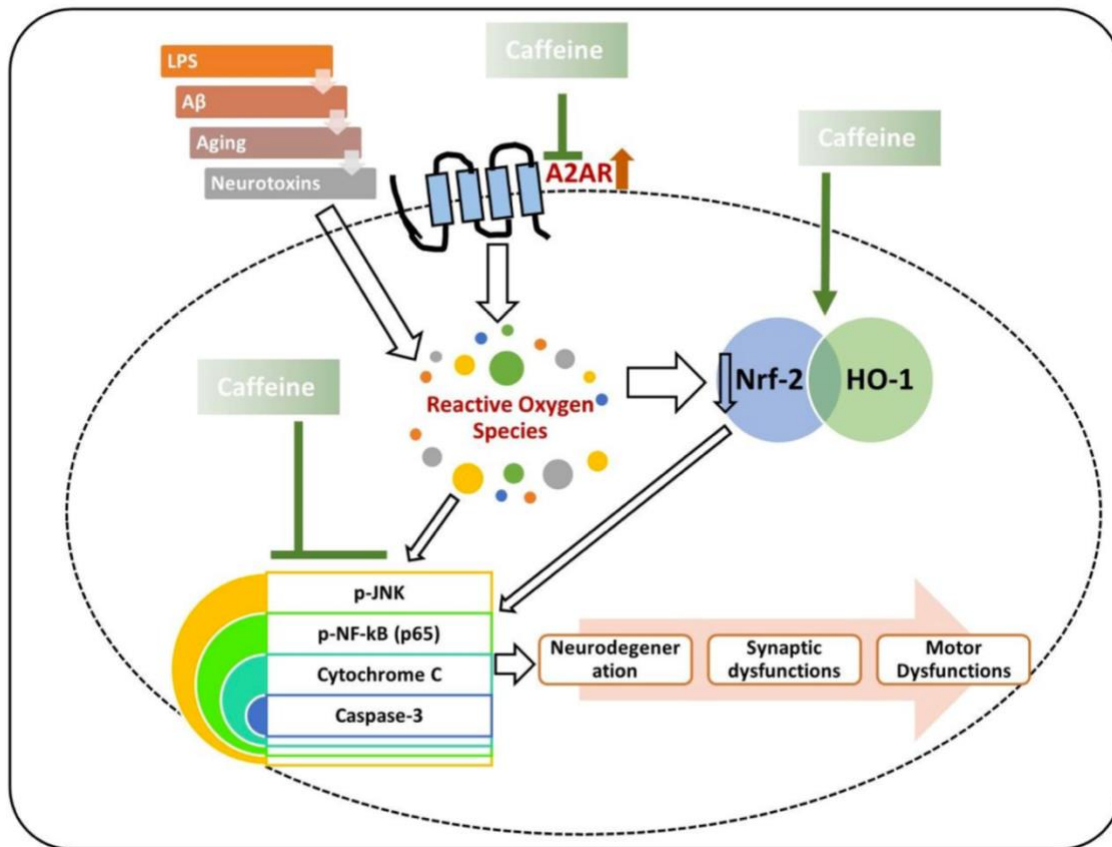 Caffeine
LPS
Aβ
Aging
Neurotoxins
A2AR
Caffeine
Nrf-2
HO-1
Caffeine
Reactive Oxygen
Species
p-JNK
p-NF-kB (p65)
Cytochrome C
Caspase-3
Neurodegener
ation
Synaptic
dysfunctions
Motor
Dysfunctions